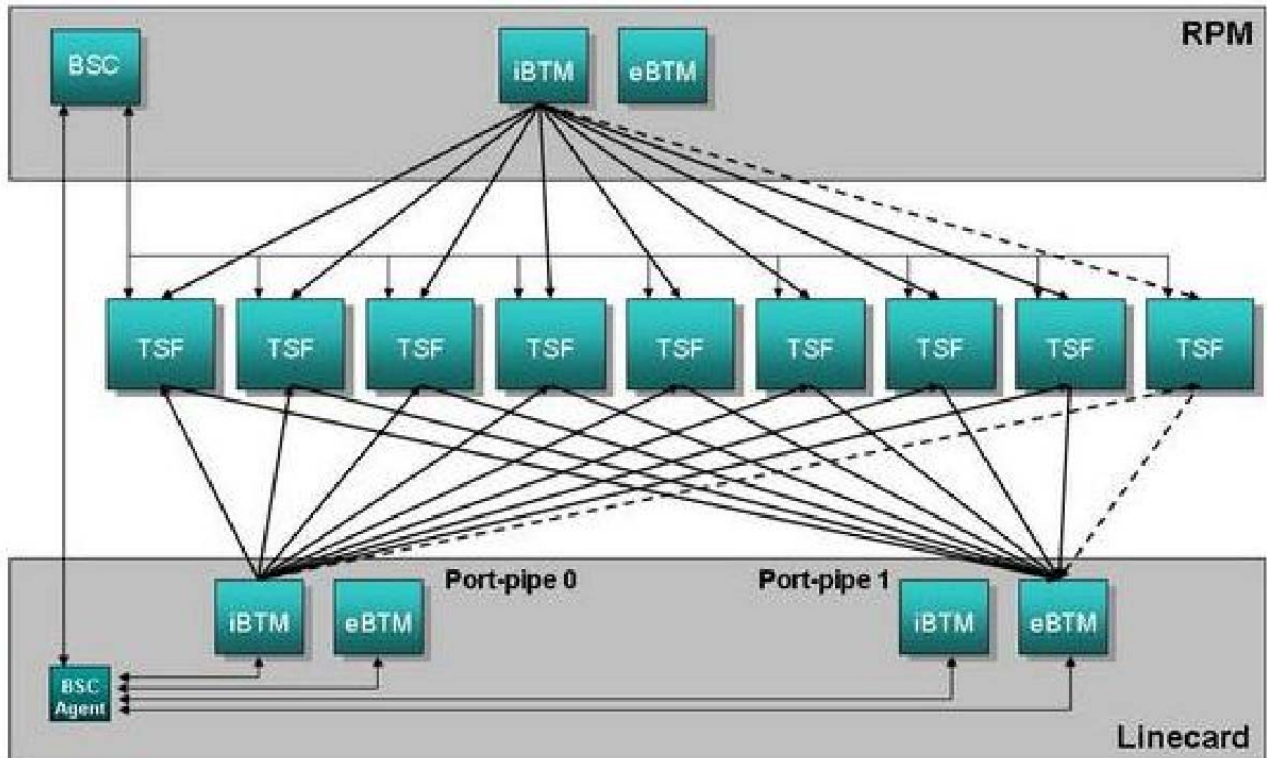 RPM
BSC
iBTM
eBTM
TSF
TSF
TSF
TSF
TSF
TSF
TSF
TSF
TSF
Port-pipe 0
Port-pipe 1
iBTM
eBTM
iBTM
eBTM
BSC
Agent
Linecard